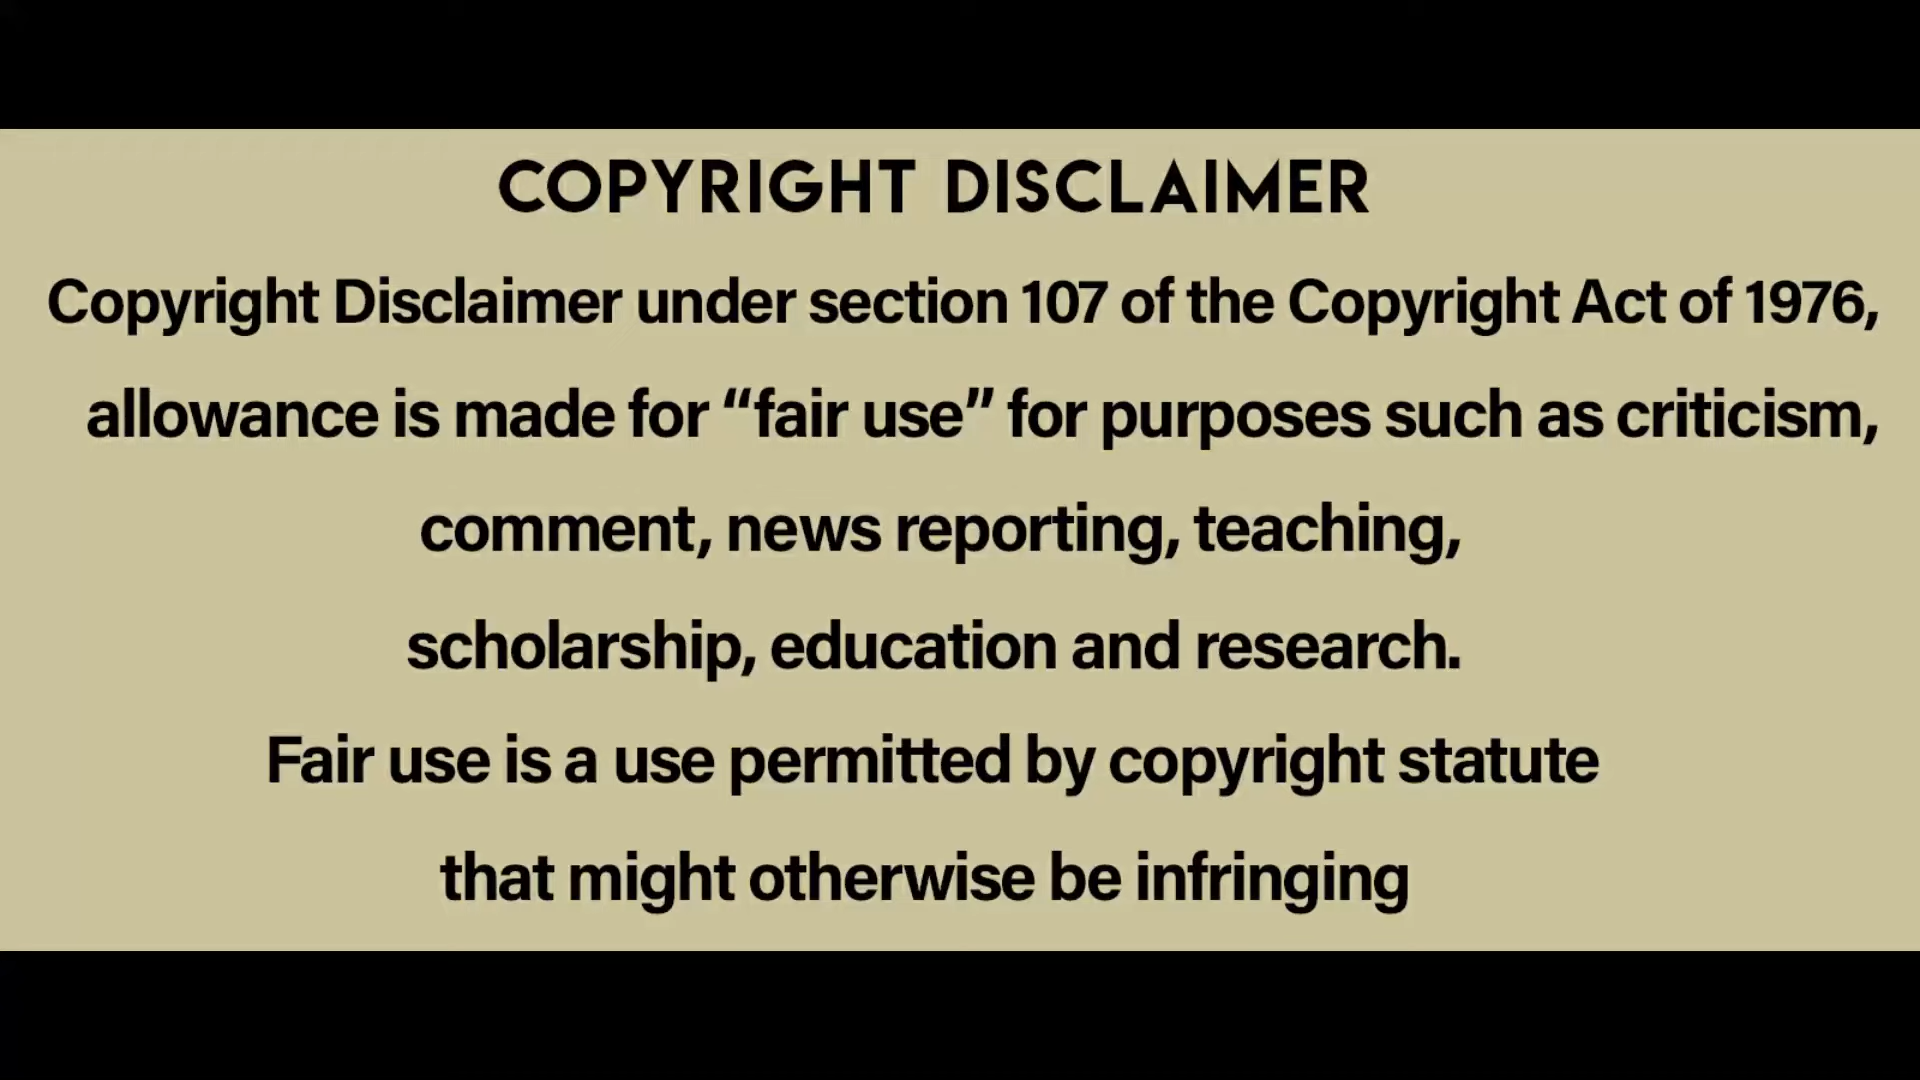 COPYRIGHT DISCLAIMER
Copyright Disclaimer under section 107 of the Copyright Act of 1976,
allowance is made for “fair use” for purposes such as criticism,
comment, news reporting, teaching,
scholarship, education and research.
Fair use is a use permitted by copyright statute
that might otherwise be infringing